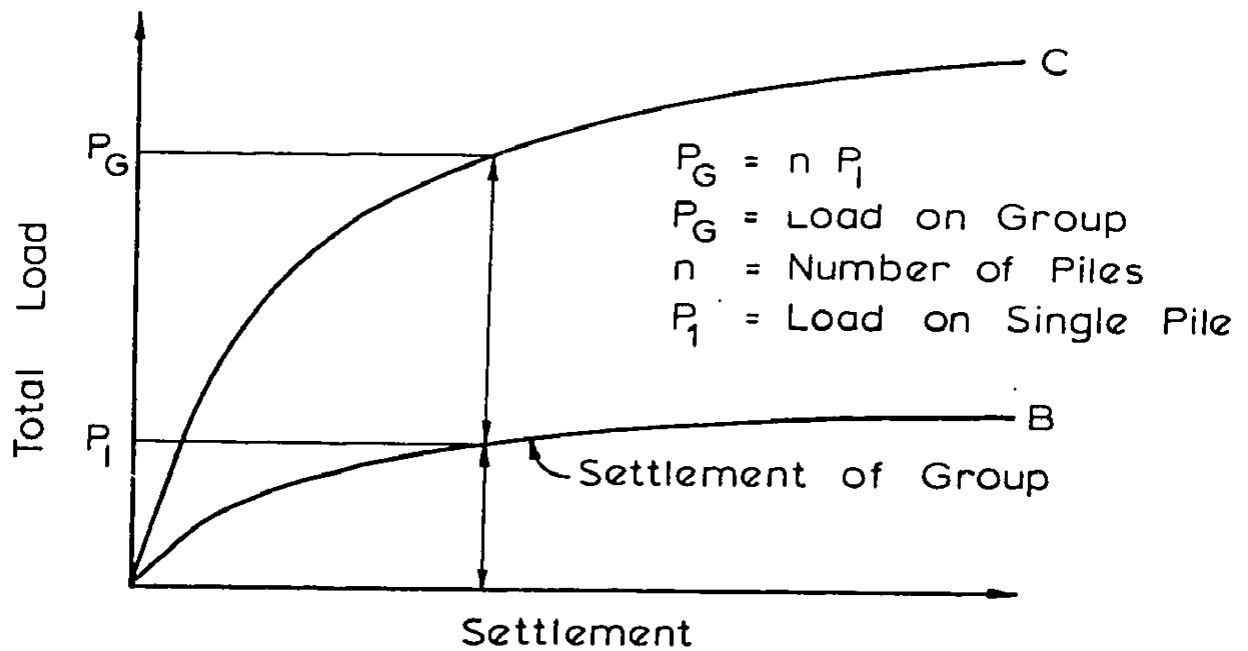 C
P_G
P_G = n P_1
P_G = Load on Group
n = Number of Piles
P_1 = Load on Single Pile
Total Load
B
P_1
Settlement of Group
Settlement